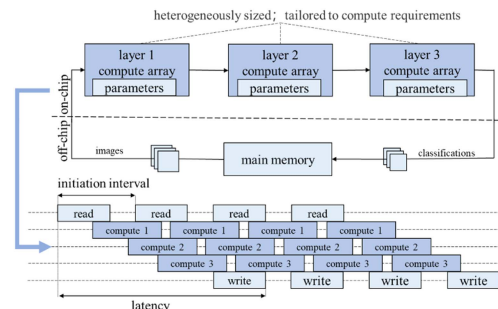 heterogeneously sized; tailored to compute requirements
layer 1
compute array
parameters
layer 2
compute array
parameters
layer 3
compute array
parameters
on-chip
off-chip
images
main memory
classifications
initiation interval
read read read read
compute 1 compute 1 compute 1 compute 1
compute 2 compute 2 compute 2 compute 2
compute 3 compute 3 compute 3 compute 3
write write write write
latency